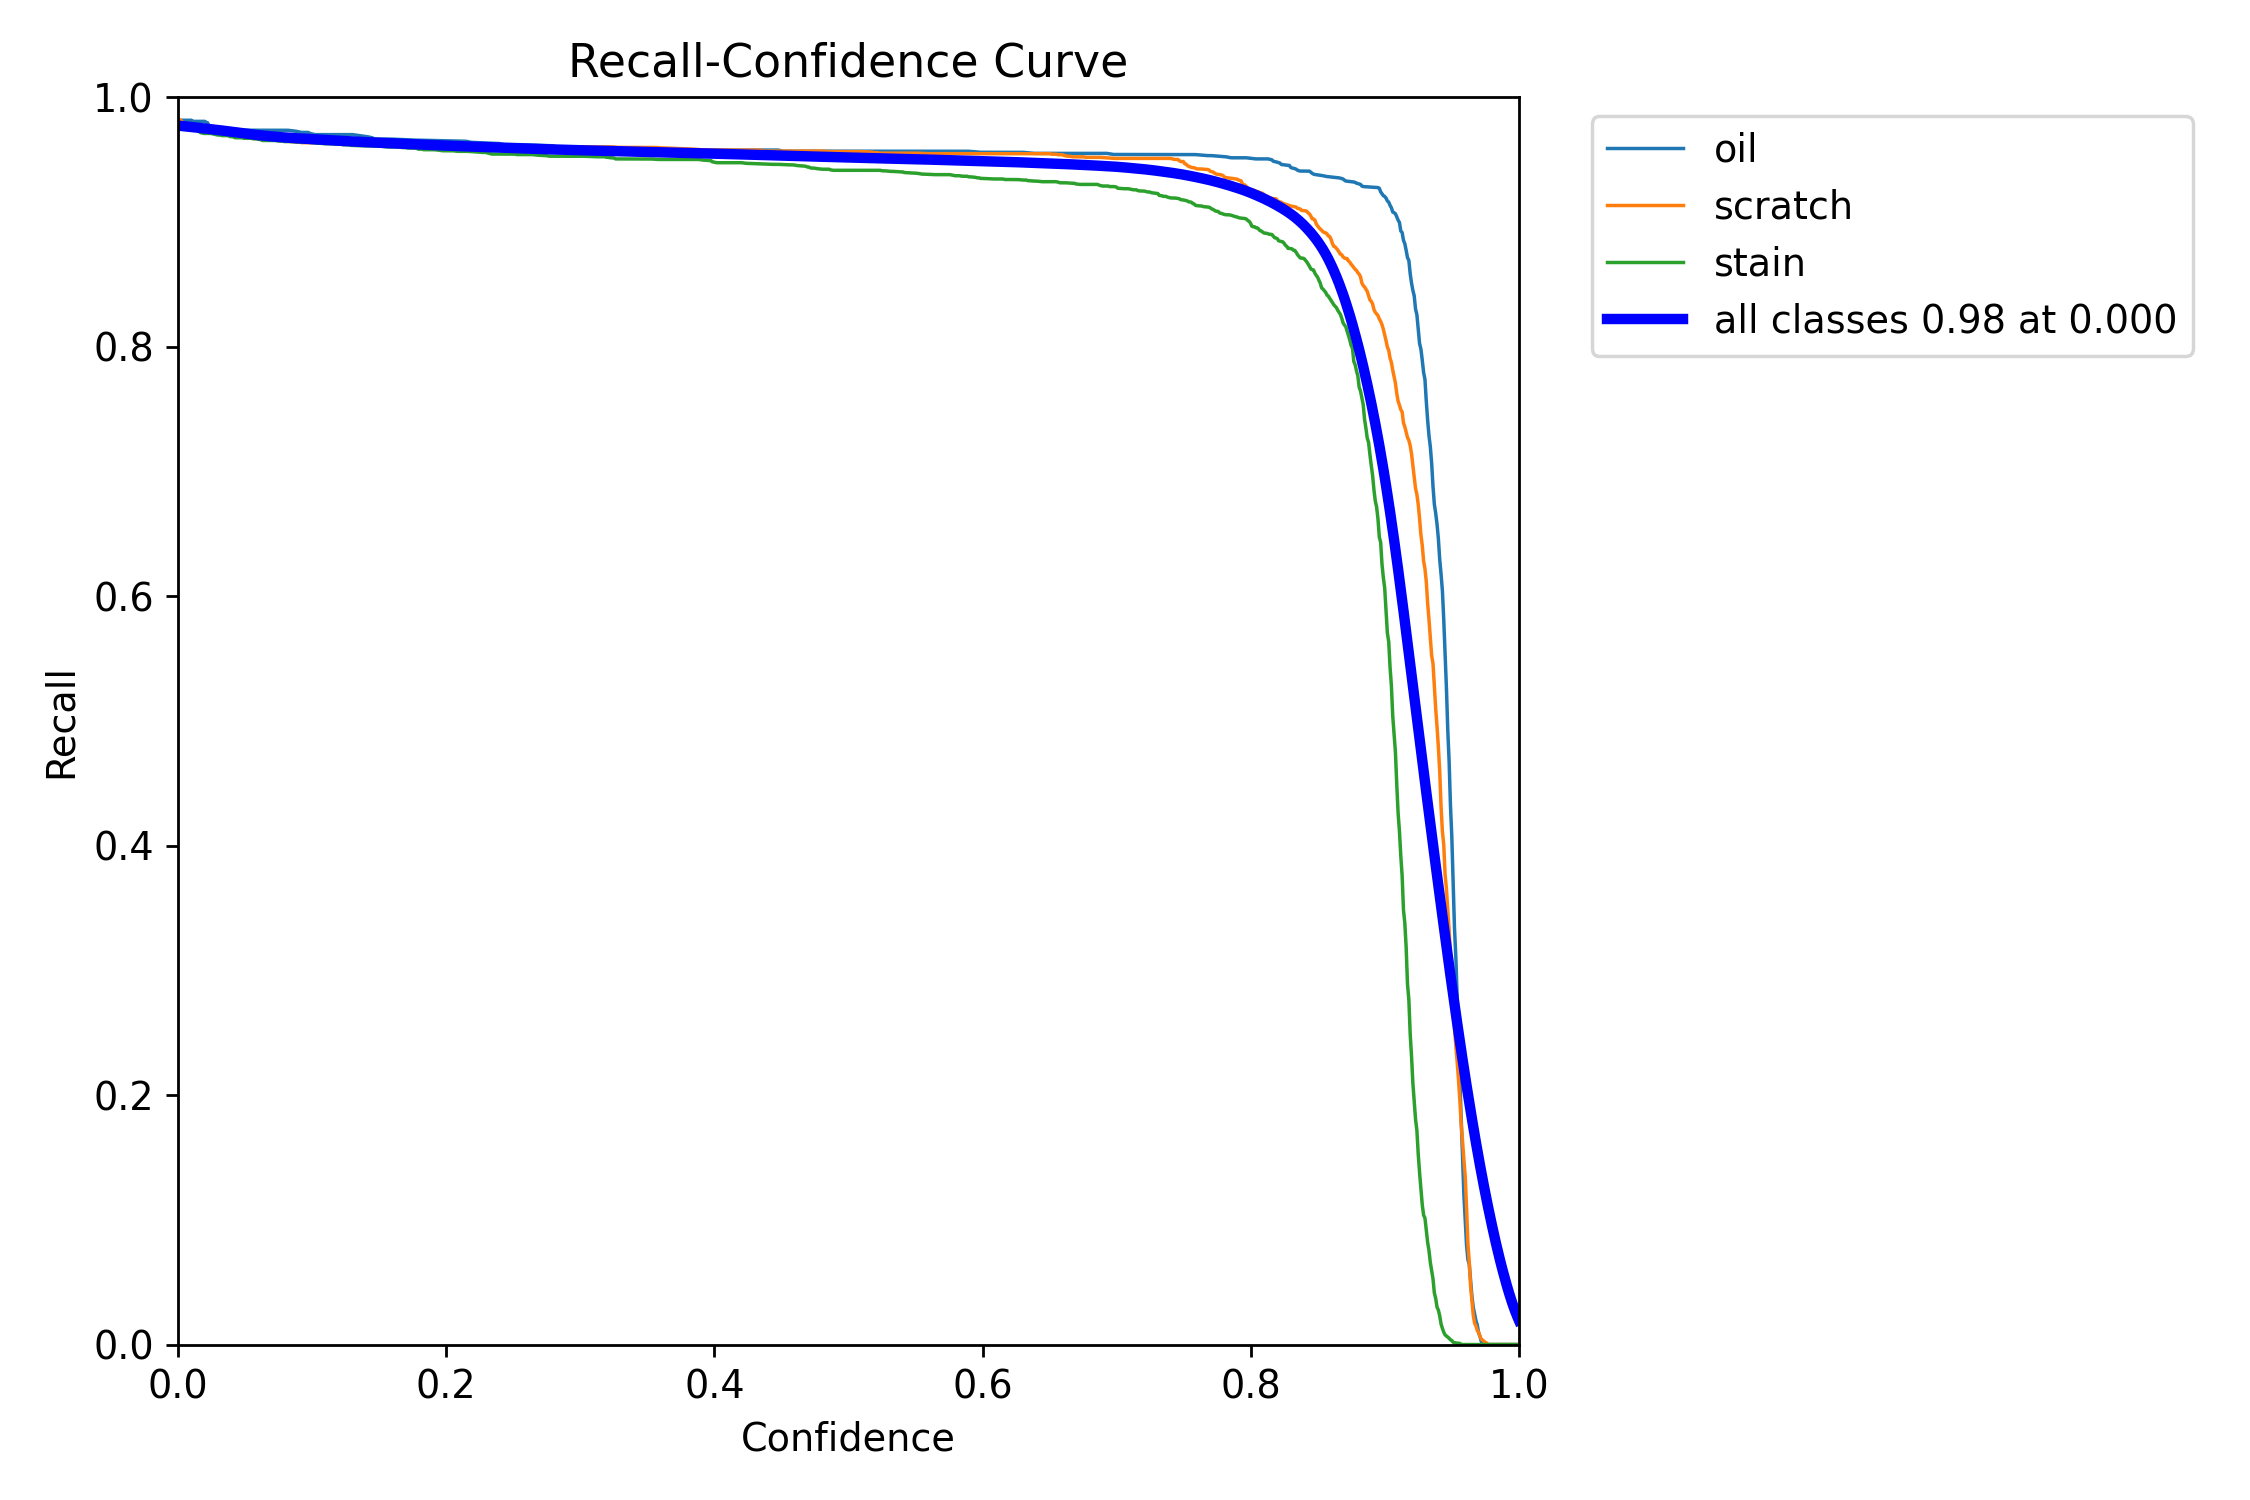 Recall-Confidence Curve
1.0
0.8
0.6
0.4
0.2
0.0
Recall
0.0 0.2 0.4 0.6 0.8 1.0
Confidence
oil
scratch
stain
all classes 0.98 at 0.000